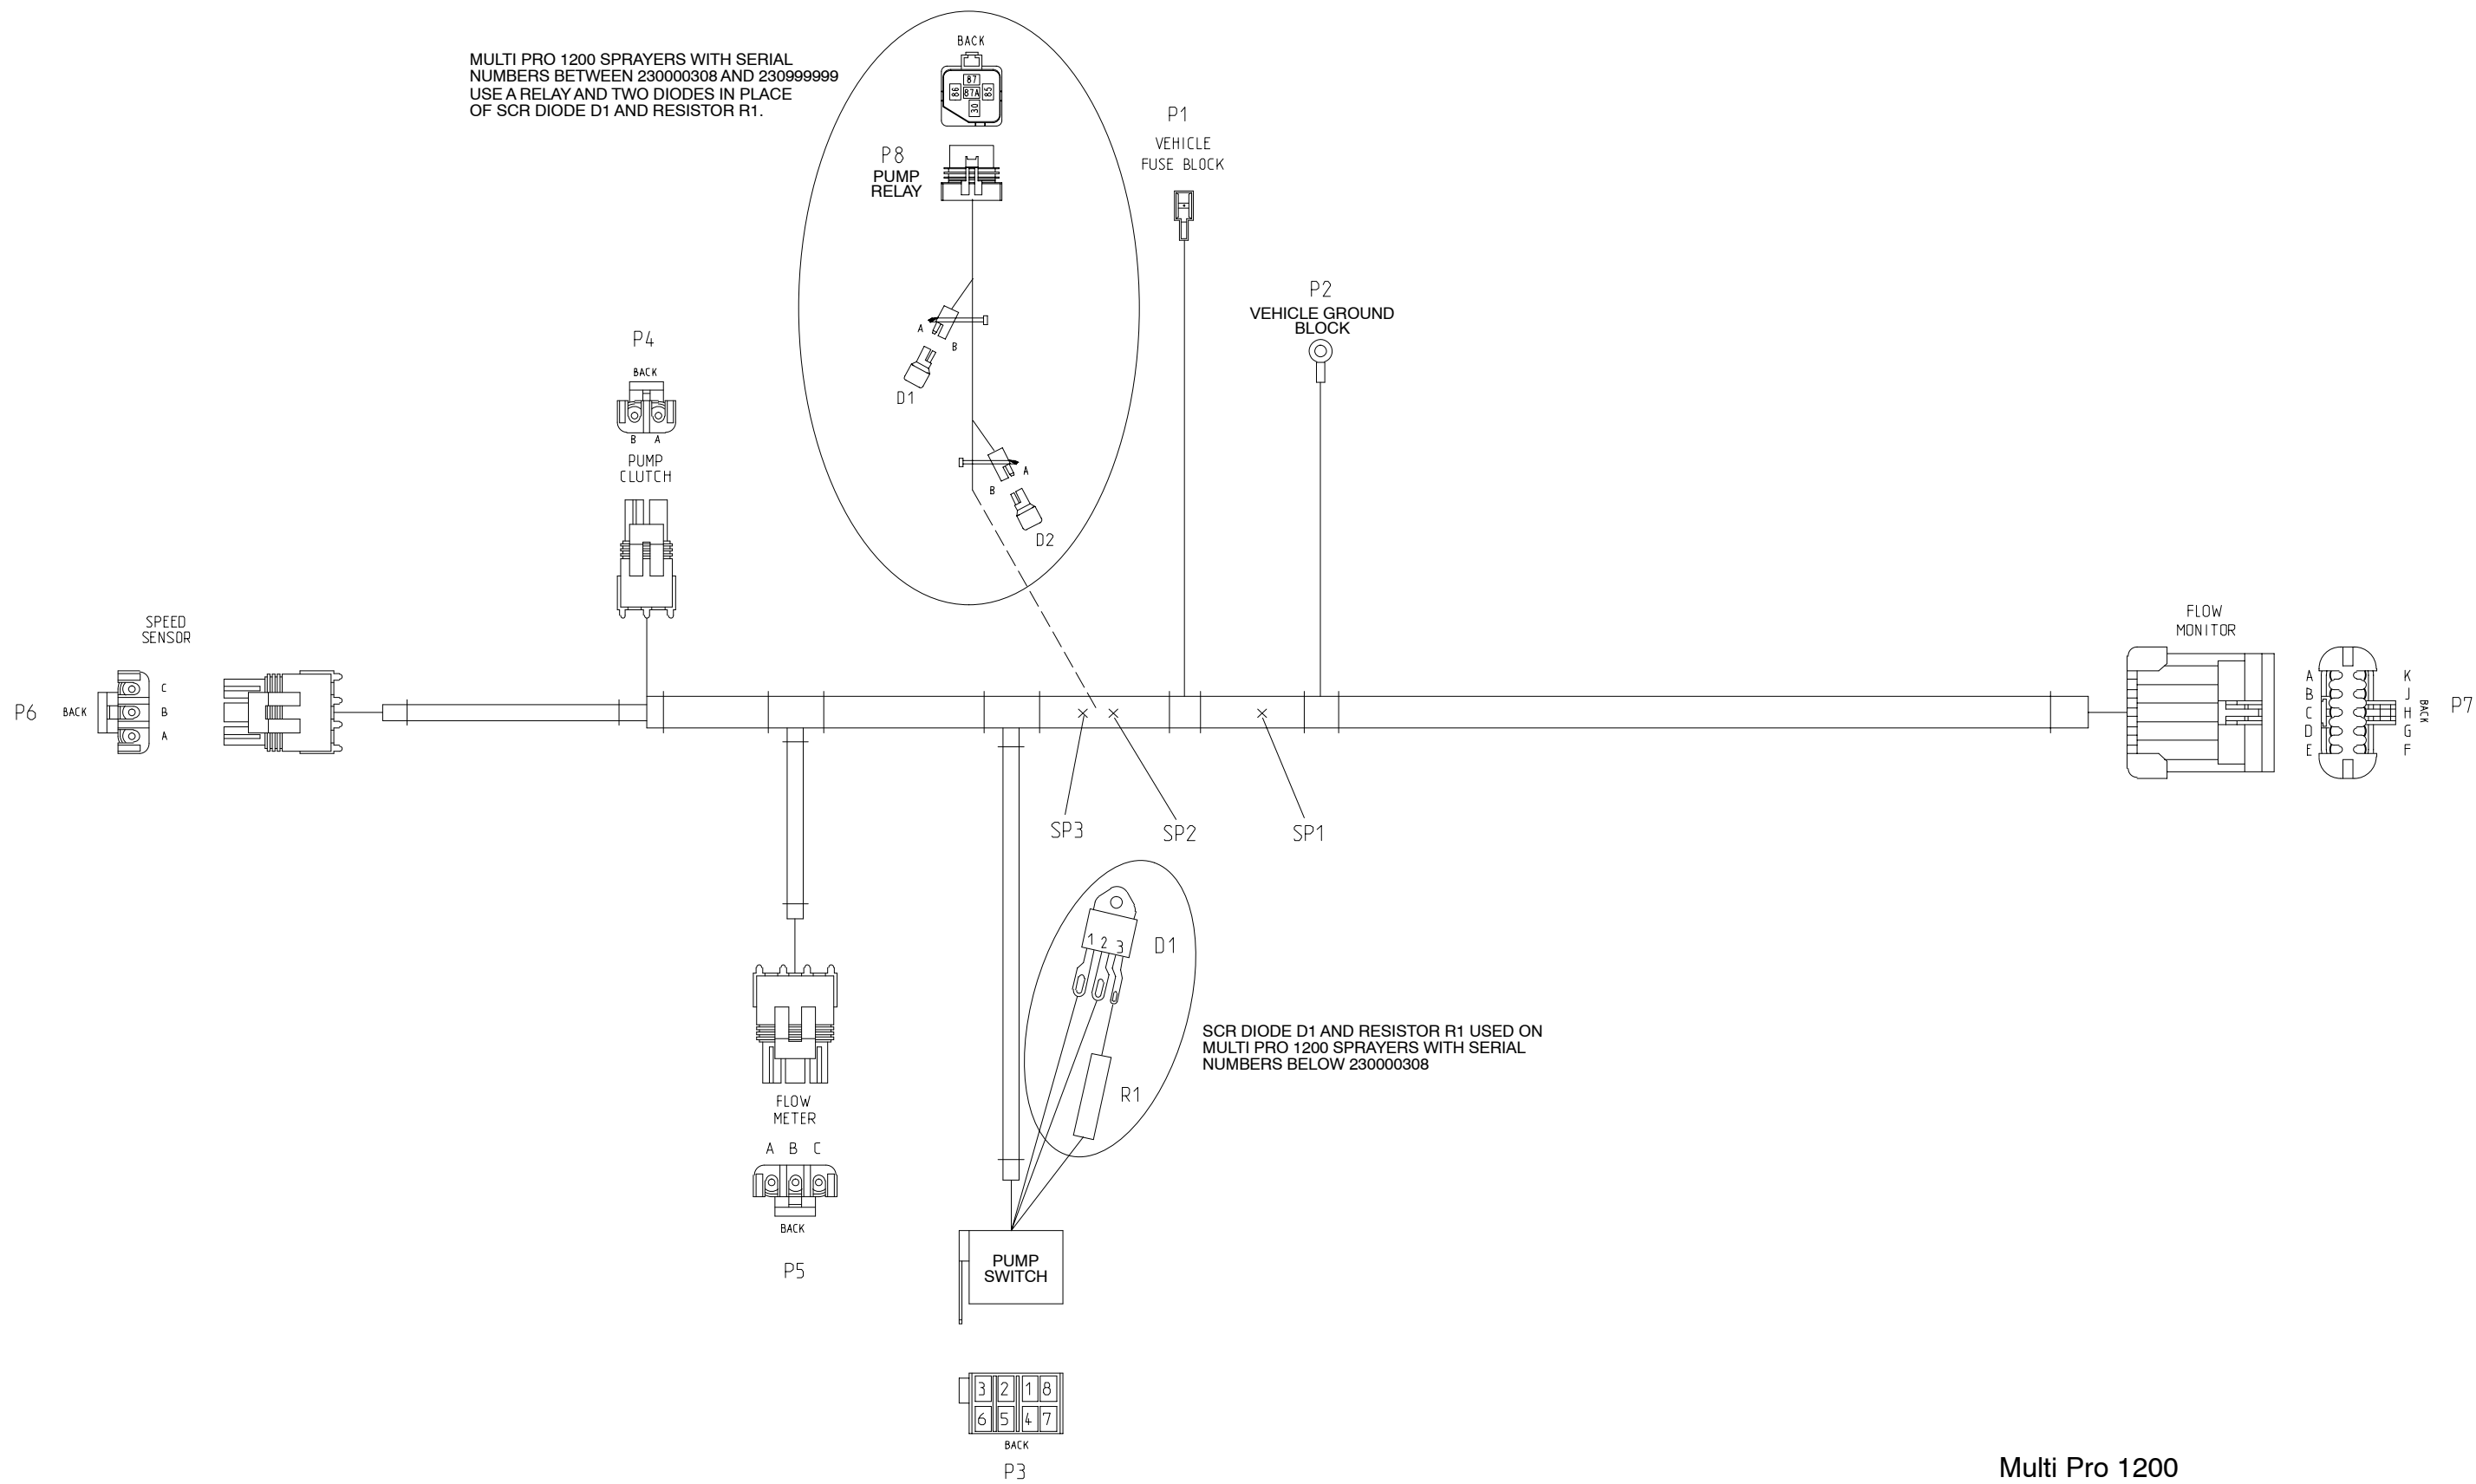 MULTI PRO 1200 SPRAYERS WITH SERIAL
NUMBERS BETWEEN 230000308 AND 230999999
USE A RELAY AND TWO DIODES IN PLACE
OF SCR DIODE D1 AND RESISTOR R1.
BACK
87
86 87A 85
30
P8
PUMP
RELAY
A
B
D1
A
B
D2
P1
VEHICLE
FUSE BLOCK
P2
VEHICLE GROUND
BLOCK
P4
BACK
B A
PUMP
CLUTCH
SPEED
SENSOR
P6
BACK
C
B
A
FLOW
MONITOR
A K
B J
C H
D G
E F
BACK
P7
SP3
SP2
SP1
1 2 3
D1
R1
SCR DIODE D1 AND RESISTOR R1 USED ON
MULTI PRO 1200 SPRAYERS WITH SERIAL
NUMBERS BELOW 230000308
FLOW
METER
A B C
BACK
P5
PUMP
SWITCH
3 2 1 8
6 5 4 7
BACK
P3
Multi Pro 1200